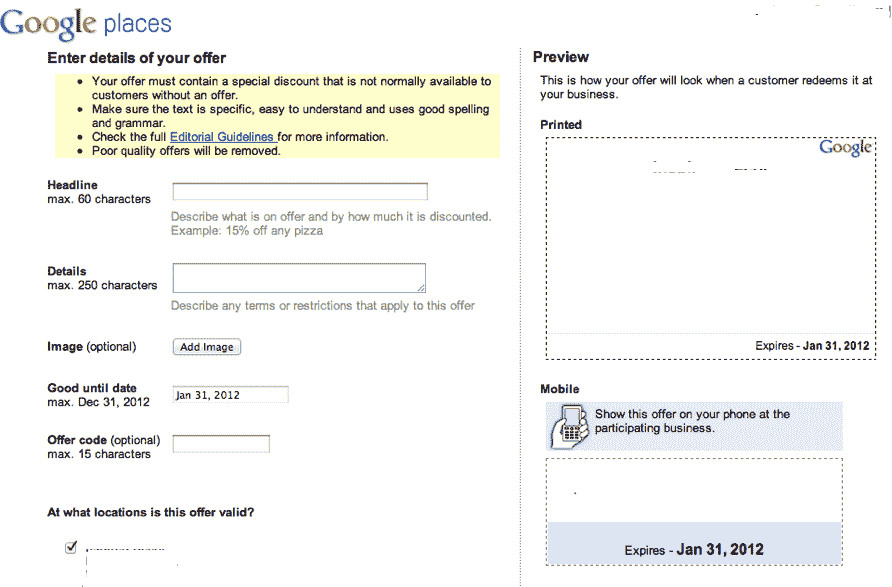 Google places
Enter details of your offer
• Your offer must contain a special discount that is not normally available to
customers without an offer.
• Make sure the text is specific, easy to understand and uses good spelling
and grammar.
• Check the full Editorial Guidelines for more information.
• Poor quality offers will be removed.
Headline
max. 60 characters
Describe what is on offer and by how much it is discounted.
Example: 15% off any pizza
Details
max. 250 characters
Describe any terms or restrictions that apply to this offer
Image (optional)
Add Image
Good until date
max. Dec 31, 2012
Jan 31, 2012
Offer code (optional)
max. 15 characters
At what locations is this offer valid?
Preview
This is how your offer will look when a customer redeems it at
your business.
Printed
Google
Expires - Jan 31, 2012
Mobile
Show this offer on your phone at the
participating business.
Expires - Jan 31, 2012